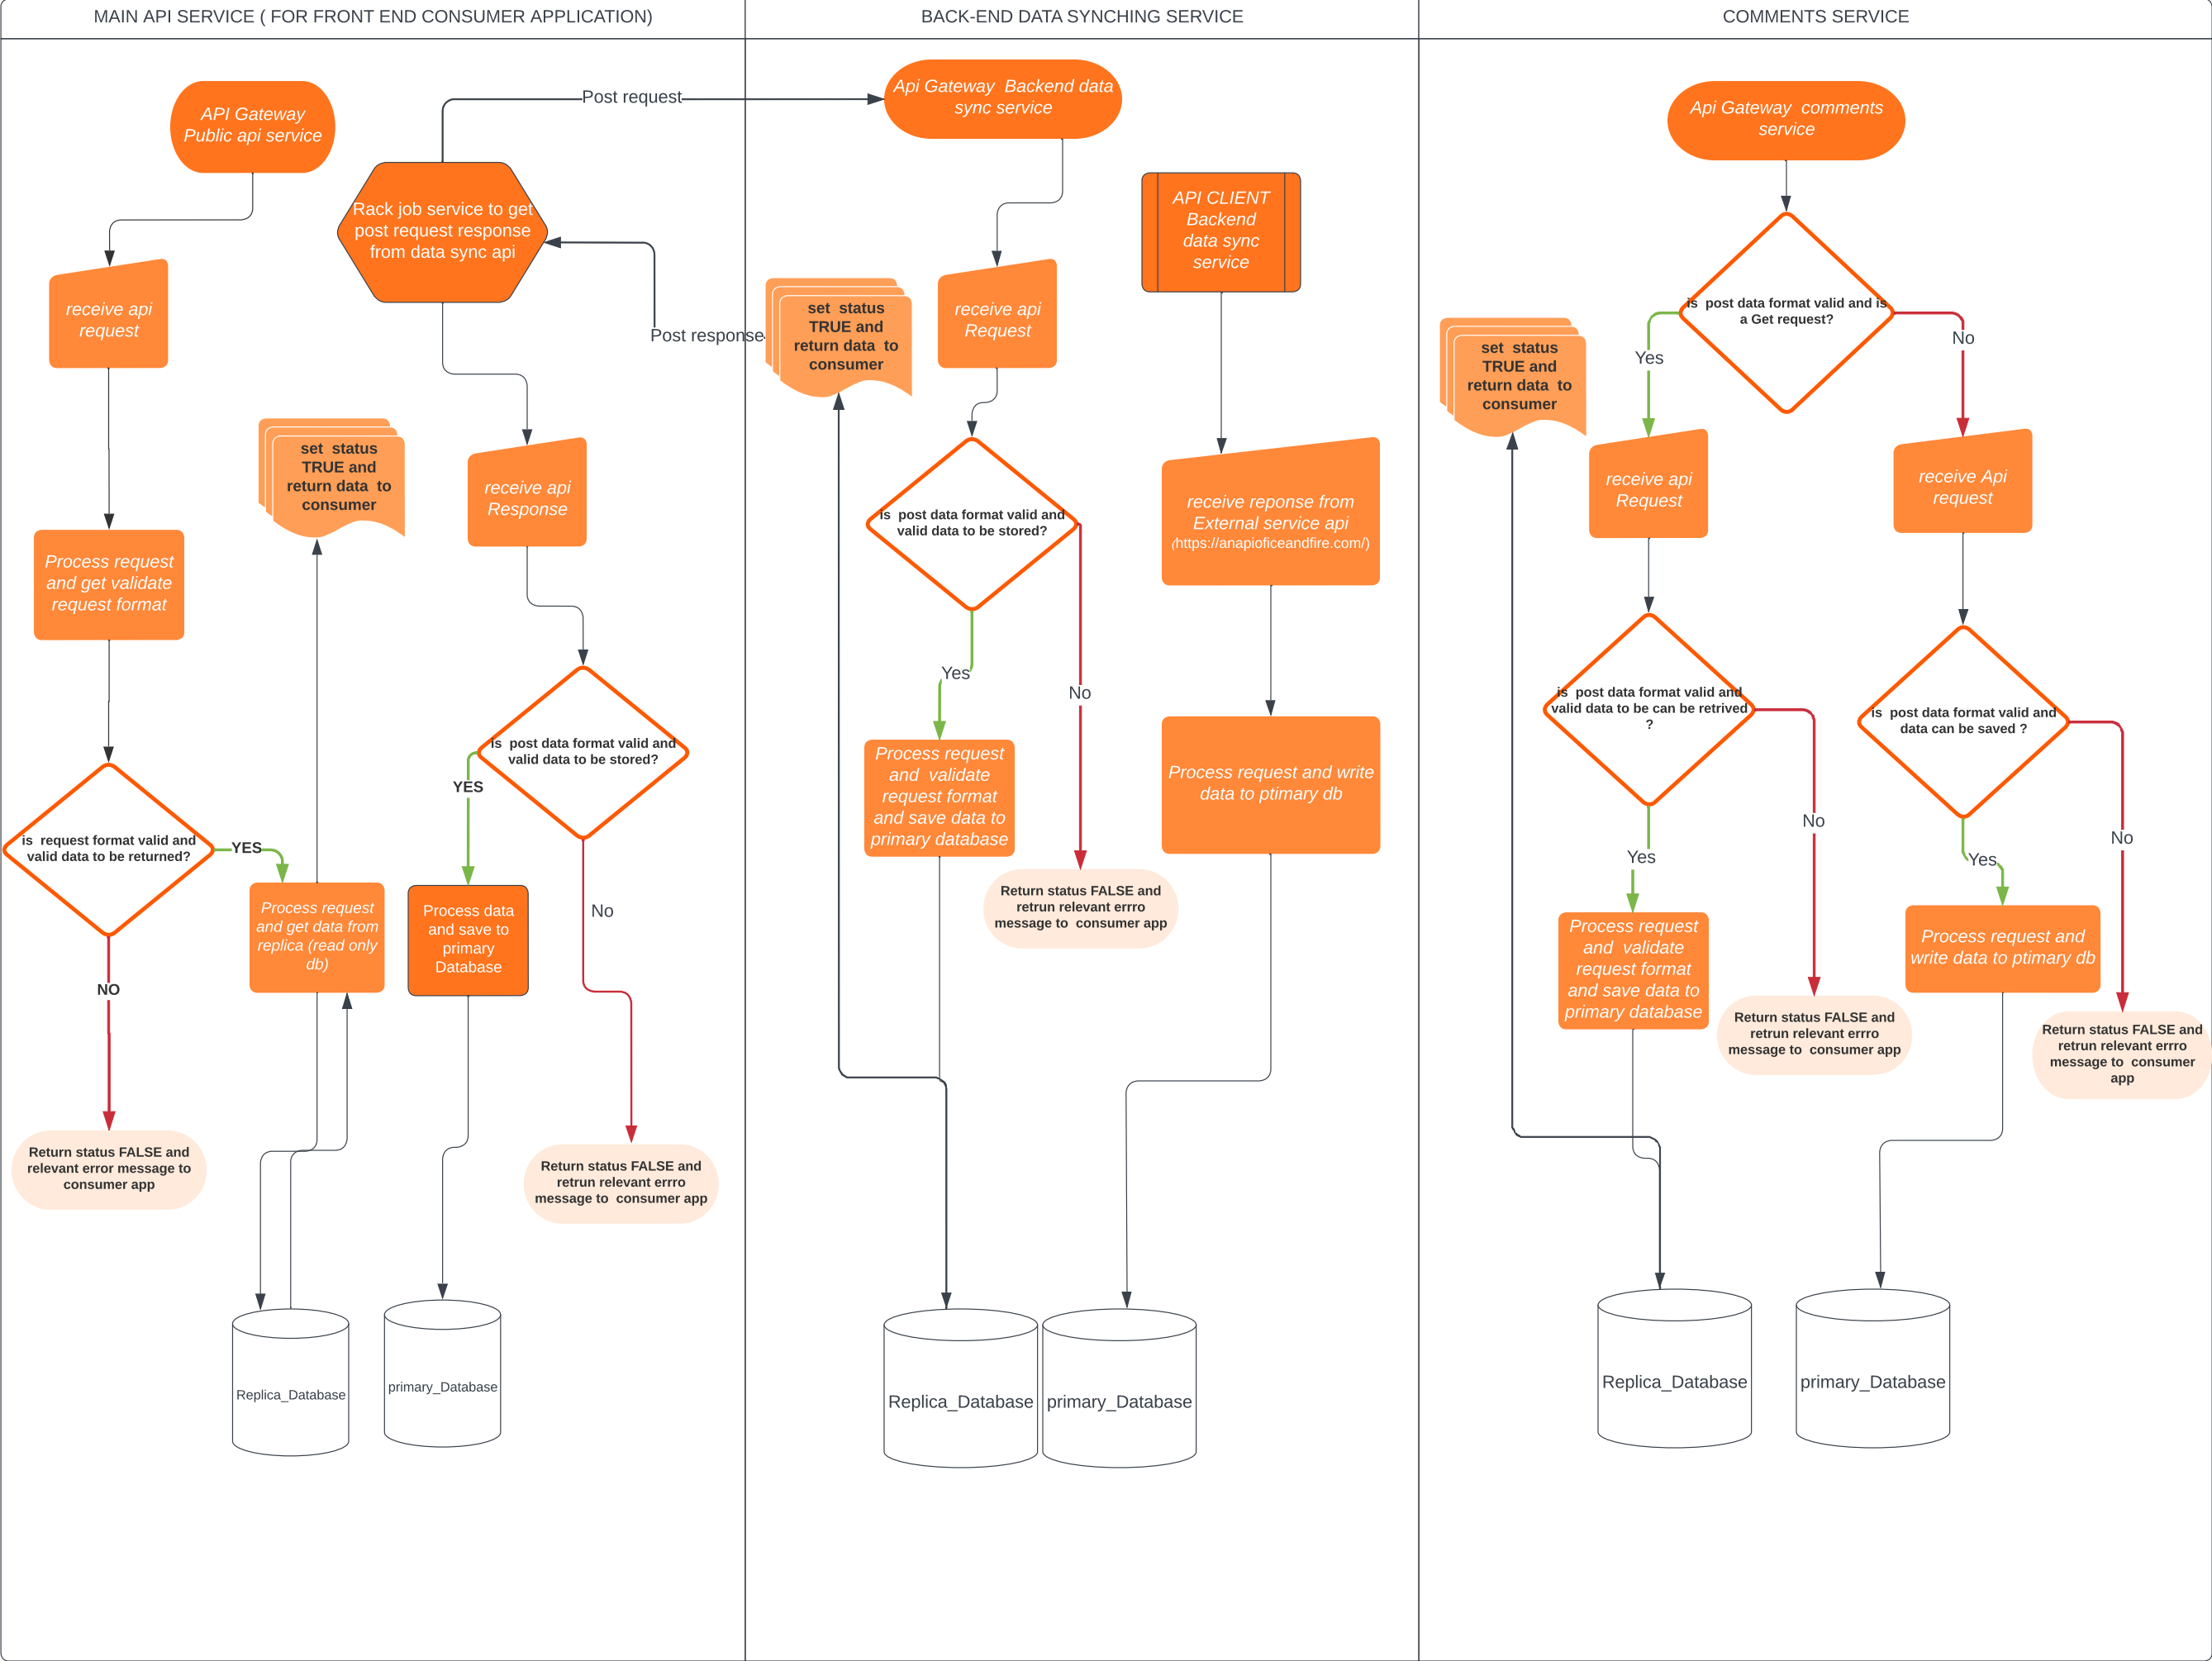 MAIN API SERVICE ( FOR FRONT END CONSUMER APPLICATION)
BACK-END DATA SYNCHING SERVICE
COMMENTS SERVICE
API Gateway
Public api service
Post request
Rack job service to get
post request response
from data sync api
Post response
receive api
request
Process request
and get validate
request format
is request format valid and
valid data to be returned?
YES
NO
Return status FALSE and
relevant error message to
consumer app
set status
TRUE and
return data to
consumer
Process request
and get data from
replica (read only
db)
receive api
Response
is post data format valid and
valid data to be stored?
YES
No
Process data
and save to
primary
Database
Return status FALSE and
retrun relevant errro
message to consumer app
Replica_Database
primary_Database
Api Gateway Backend data
sync service
set status
TRUE and
return data to
consumer
receive api
Request
is post data format valid and
valid data to be stored?
Yes
No
Process request
and validate
request format
and save data to
primary database
Return status FALSE and
retrun relevant errro
message to consumer app
API CLIENT
Backend
data sync
service
receive reponse from
External service api
(https://anapioficeandfire.com/)
Process request and write
data to ptimary db
Replica_Database
primary_Database
Api Gateway comments
service
is post data format valid and is
a Get request?
Yes
No
set status
TRUE and
return data to
consumer
receive api
Request
receive Api
request
is post data format valid and
valid data to be can be retrived
?
Yes
No
Process request
and validate
request format
and save data to
primary database
Return status FALSE and
retrun relevant errro
message to consumer app
is post data format valid and
data can be saved ?
Yes
No
Process request and
write data to ptimary db
Return status FALSE and
retrun relevant errro
message to consumer
app
Replica_Database
primary_Database